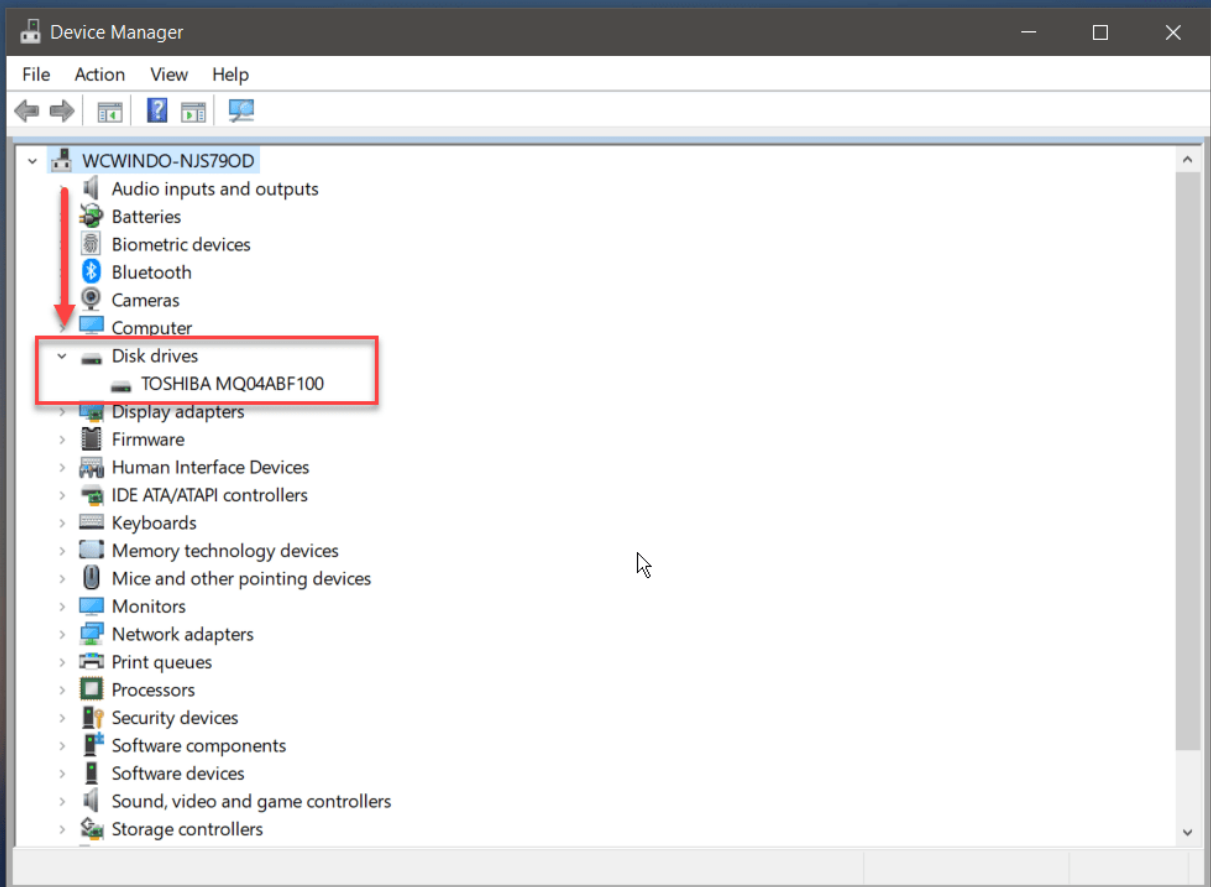 Device Manager
File Action View Help
WCWINDO-NJS79OD
Audio inputs and outputs
Batteries
Biometric devices
Bluetooth
Cameras
Computer
Disk drives
TOSHIBA MQ04ABF100
Display adapters
Firmware
Human Interface Devices
IDE ATA/ATAPI controllers
Keyboards
Memory technology devices
Mice and other pointing devices
Monitors
Network adapters
Print queues
Processors
Security devices
Software components
Software devices
Sound, video and game controllers
Storage controllers